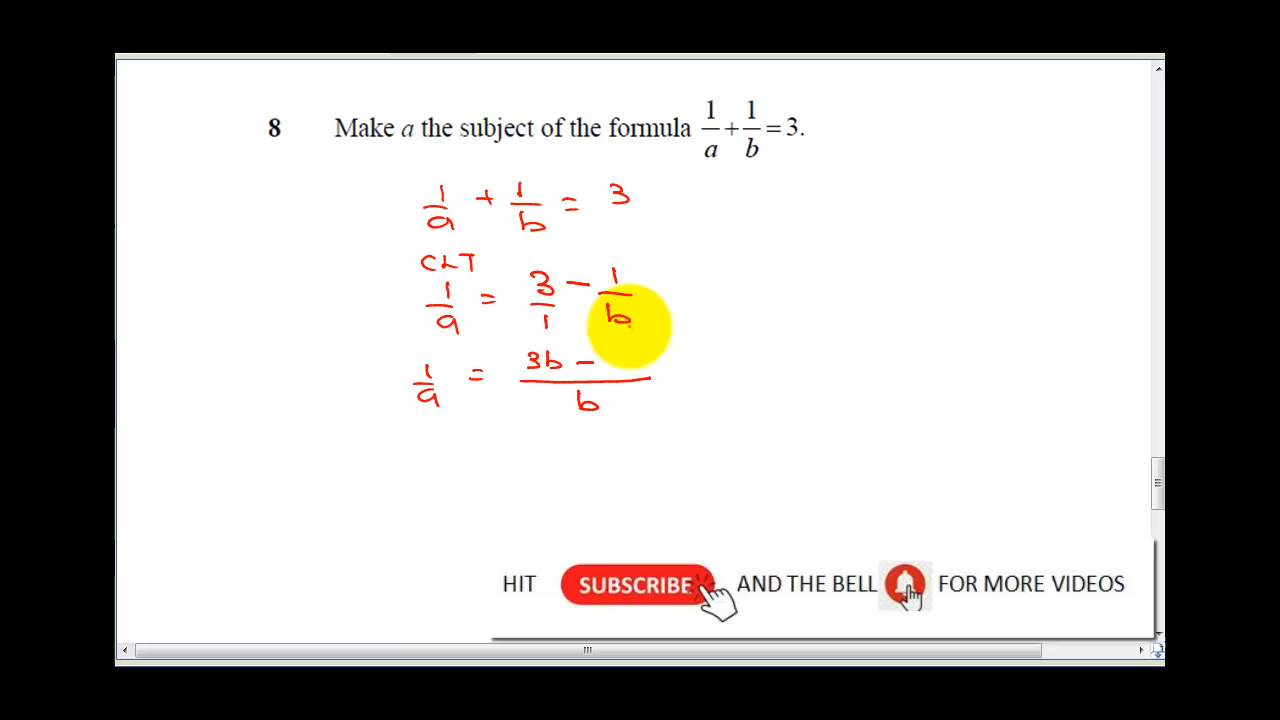 8 Make a the subject of the formula 1/a + 1/b = 3.
1/a + 1/b = 3
CLT
1/a = 3/1 - 1/b
1/a = (3b - )/b
HIT SUBSCRIBE AND THE BELL FOR MORE VIDEOS